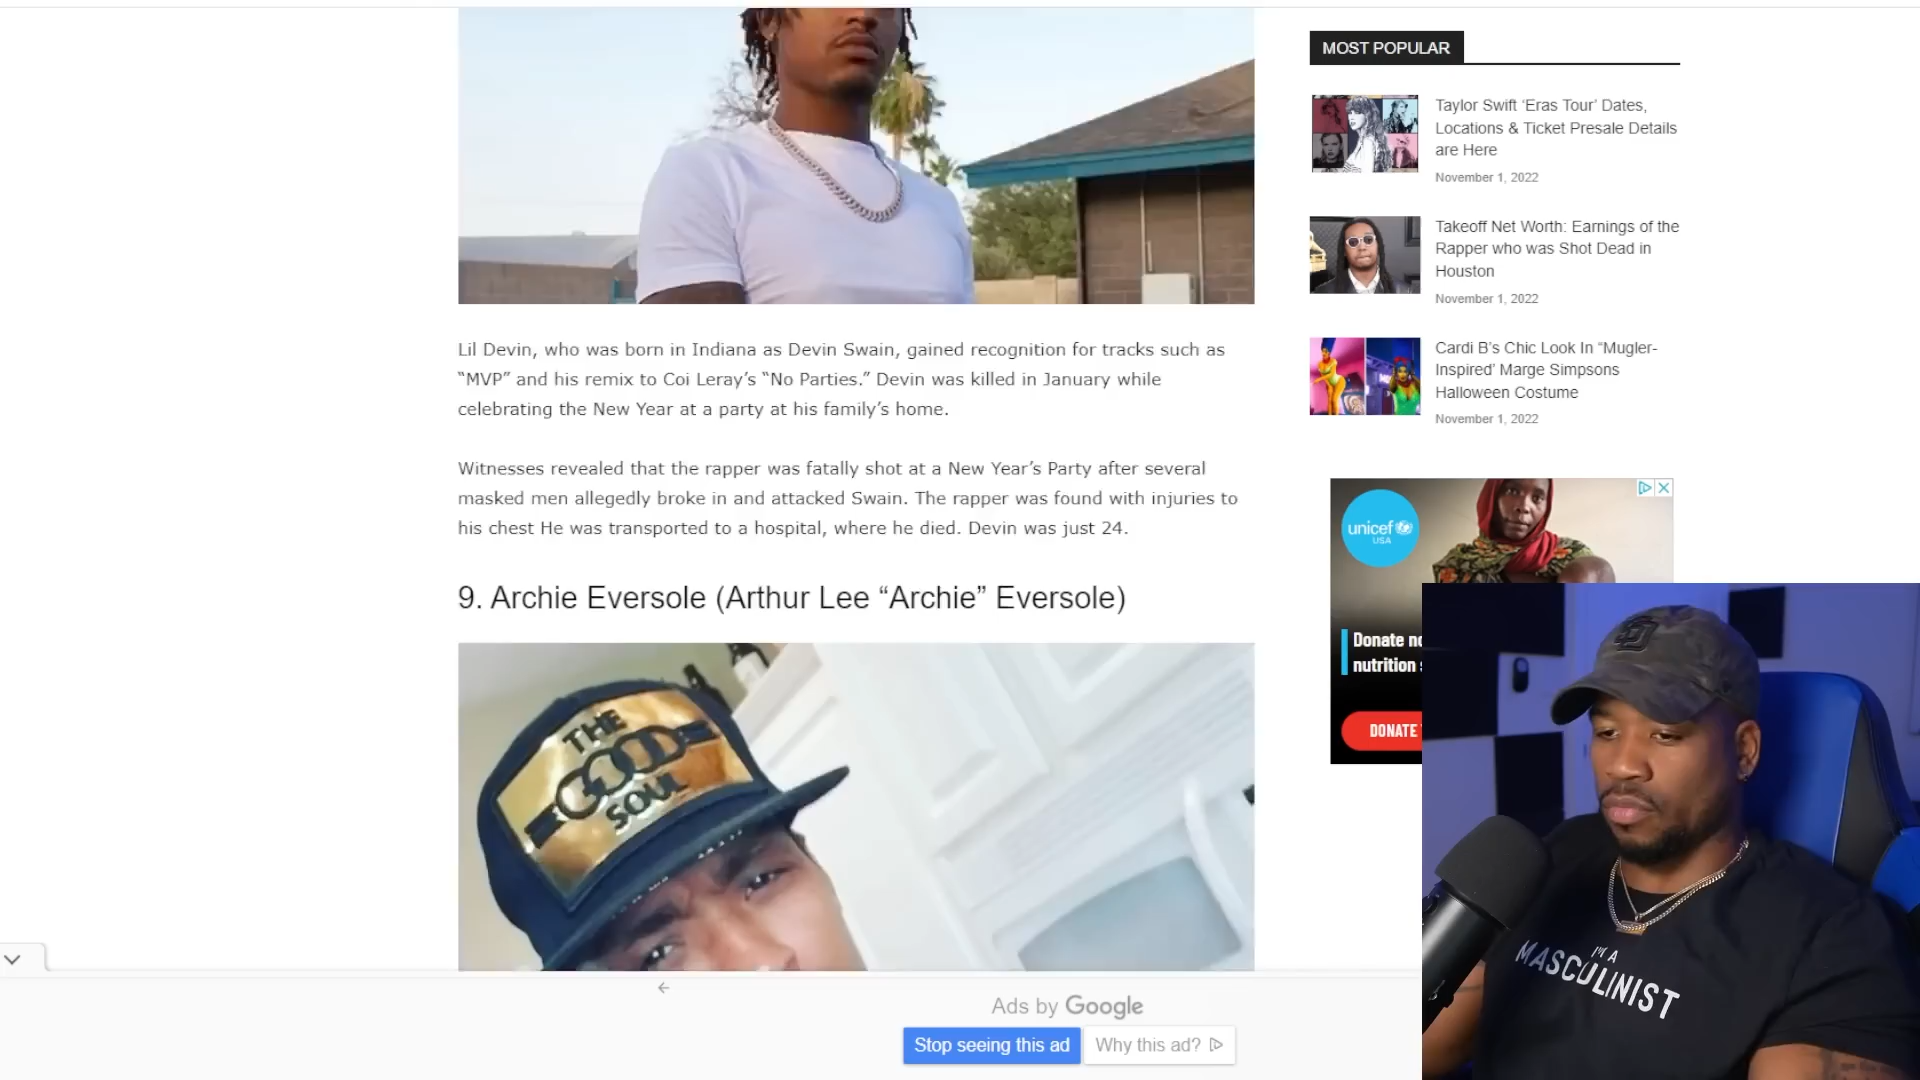 MOST POPULAR
Taylor Swift ‘Eras Tour’ Dates,
Locations & Ticket Presale Details
are Here
November 1, 2022
Takeoff Net Worth: Earnings of the
Rapper who was Shot Dead in
Houston
November 1, 2022
Cardi B’s Chic Look In “Mugler-
Inspired’ Marge Simpsons
Halloween Costume
November 1, 2022
Lil Devin, who was born in Indiana as Devin Swain, gained recognition for tracks such as
“MVP” and his remix to Coi Leray’s “No Parties.” Devin was killed in January while
celebrating the New Year at a party at his family’s home.
Witnesses revealed that the rapper was fatally shot at a New Year’s Party after several
masked men allegedly broke in and attacked Swain. The rapper was found with injuries to
his chest He was transported to a hospital, where he died. Devin was just 24.
9. Archie Eversole (Arthur Lee “Archie” Eversole)
THE
GOOD
SOUL
unicef
USA
Donate
nutrition
DONATE
I'M A
MASCULINIST
Ads by Google
Stop seeing this ad
Why this ad?